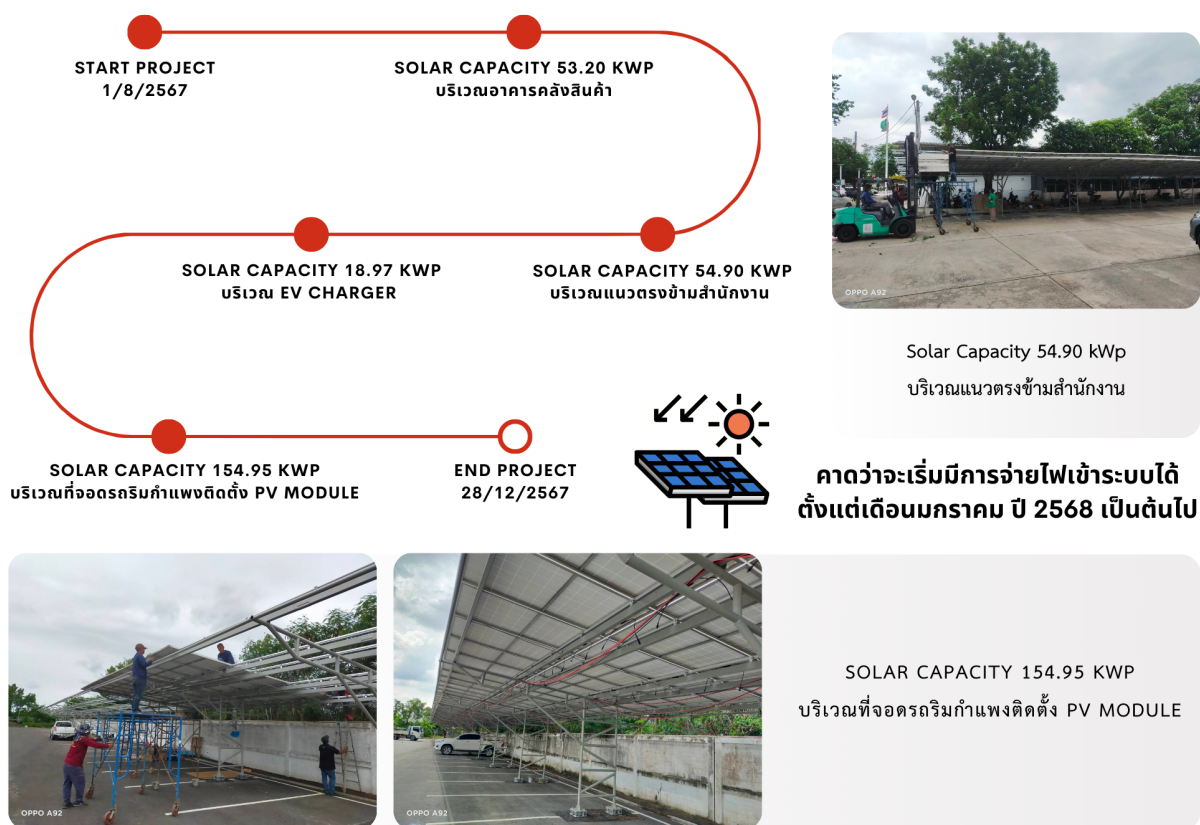 START PROJECT
1/8/2567
SOLAR CAPACITY 53.20 KWP
บริเวณอาคารคลังสินค้า
SOLAR CAPACITY 18.97 KWP
บริเวณ EV CHARGER
SOLAR CAPACITY 54.90 KWP
บริเวณแนวตรงข้ามสำนักงาน
OPPO A92
Solar Capacity 54.90 kWp
บริเวณแนวตรงข้ามสำนักงาน
SOLAR CAPACITY 154.95 KWP
บริเวณที่จอดรถริมกำแพงติดตั้ง PV MODULE
END PROJECT
28/12/2567
คาดว่าจะเริ่มมีการจ่ายไฟเข้าระบบได้
ตั้งแต่เดือนมกราคม ปี 2568 เป็นต้นไป
OPPO A92
OPPO A92
SOLAR CAPACITY 154.95 KWP
บริเวณที่จอดรถริมกำแพงติดตั้ง PV MODULE